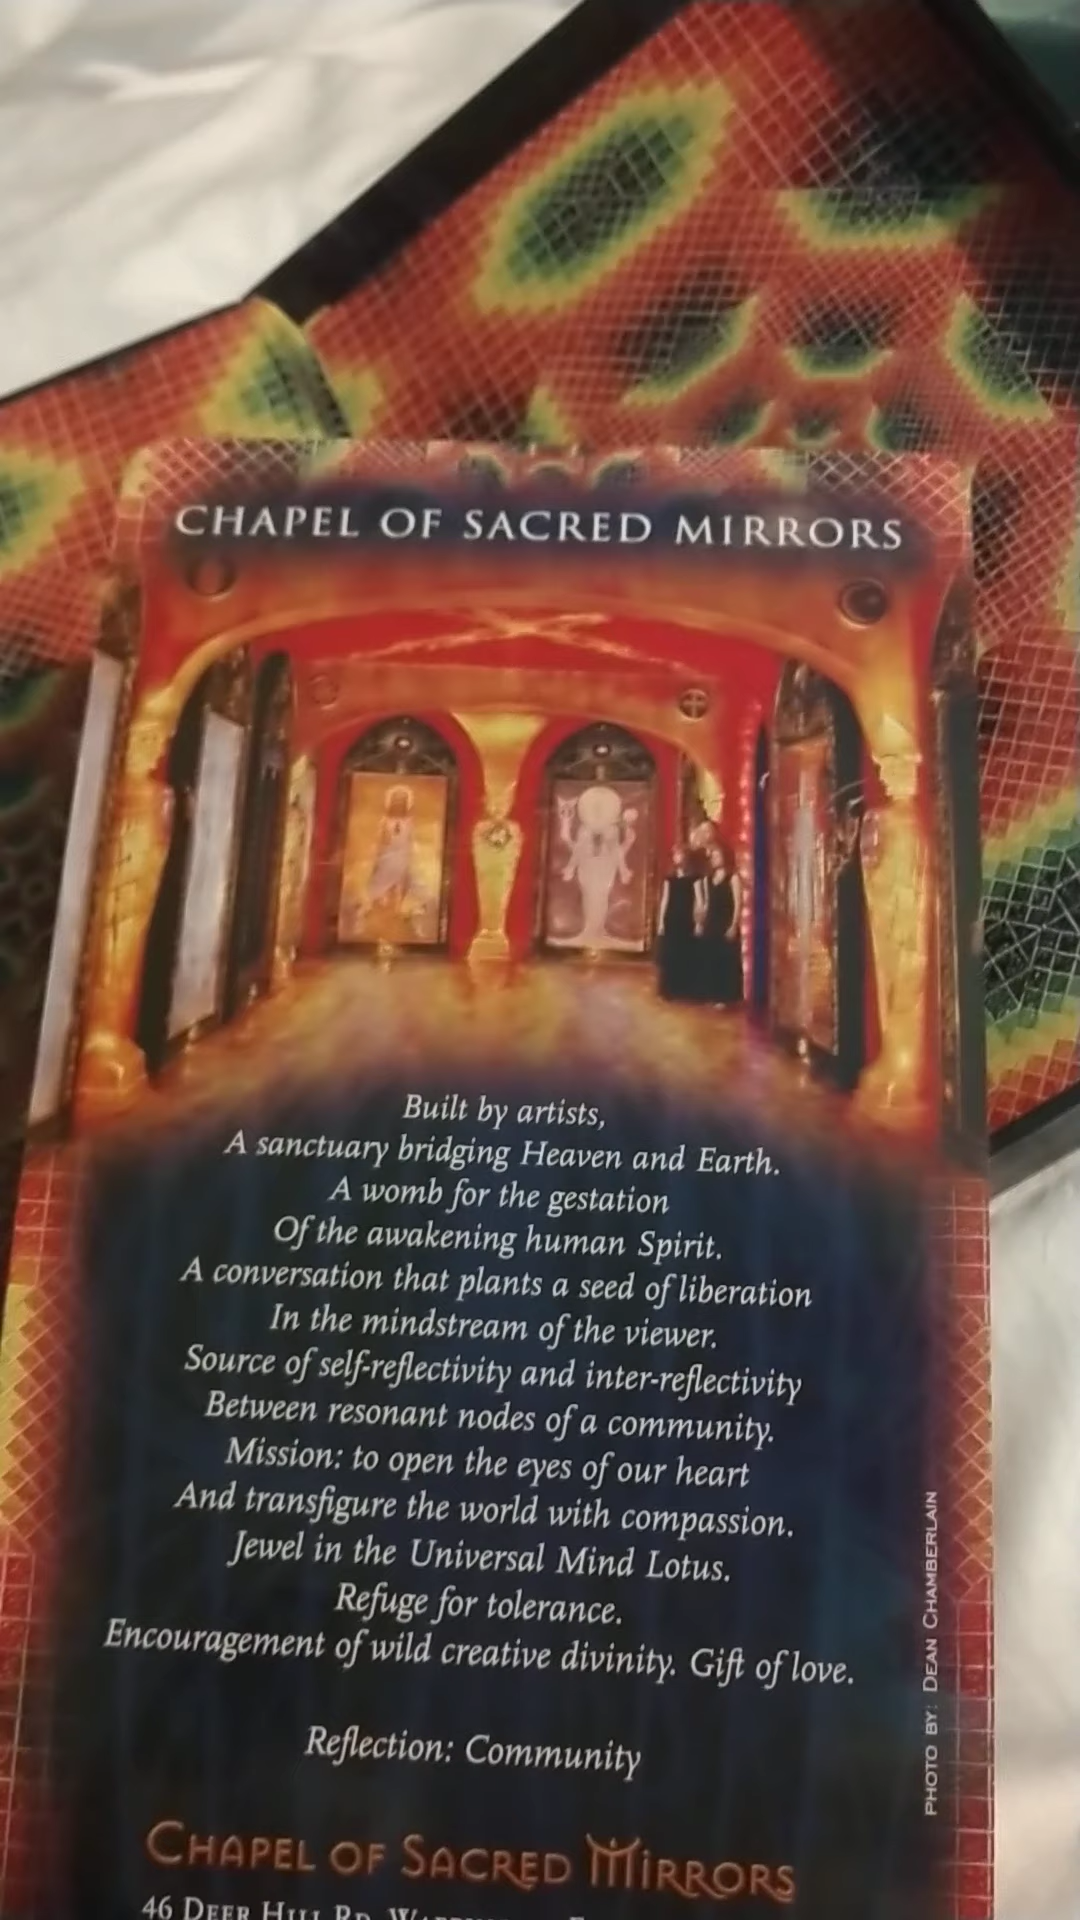 CHAPEL OF SACRED MIRRORS
Built by artists,
A sanctuary bridging Heaven and Earth.
A womb for the gestation
Of the awakening human Spirit.
A conversation that plants a seed of liberation
In the mindstream of the viewer.
Source of self-reflectivity and inter-reflectivity
Between resonant nodes of a community.
Mission: to open the eyes of our heart
And transfigure the world with compassion.
Jewel in the Universal Mind Lotus.
Refuge for tolerance.
Encouragement of wild creative divinity. Gift of love.
Reflection: Community
PHOTO BY: DEAN CHAMBERLAIN
CHAPEL OF SACRED MIRRORS
46 DEER HILL RD